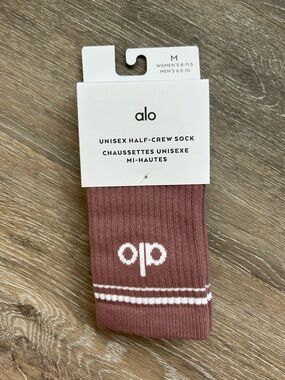 M
WOMEN'S 8-11.5
MEN'S 6.5-10
alo
UNISEX HALF-CREW SOCK
CHAUSSETTES UNISEXE
MI-HAUTES
alo